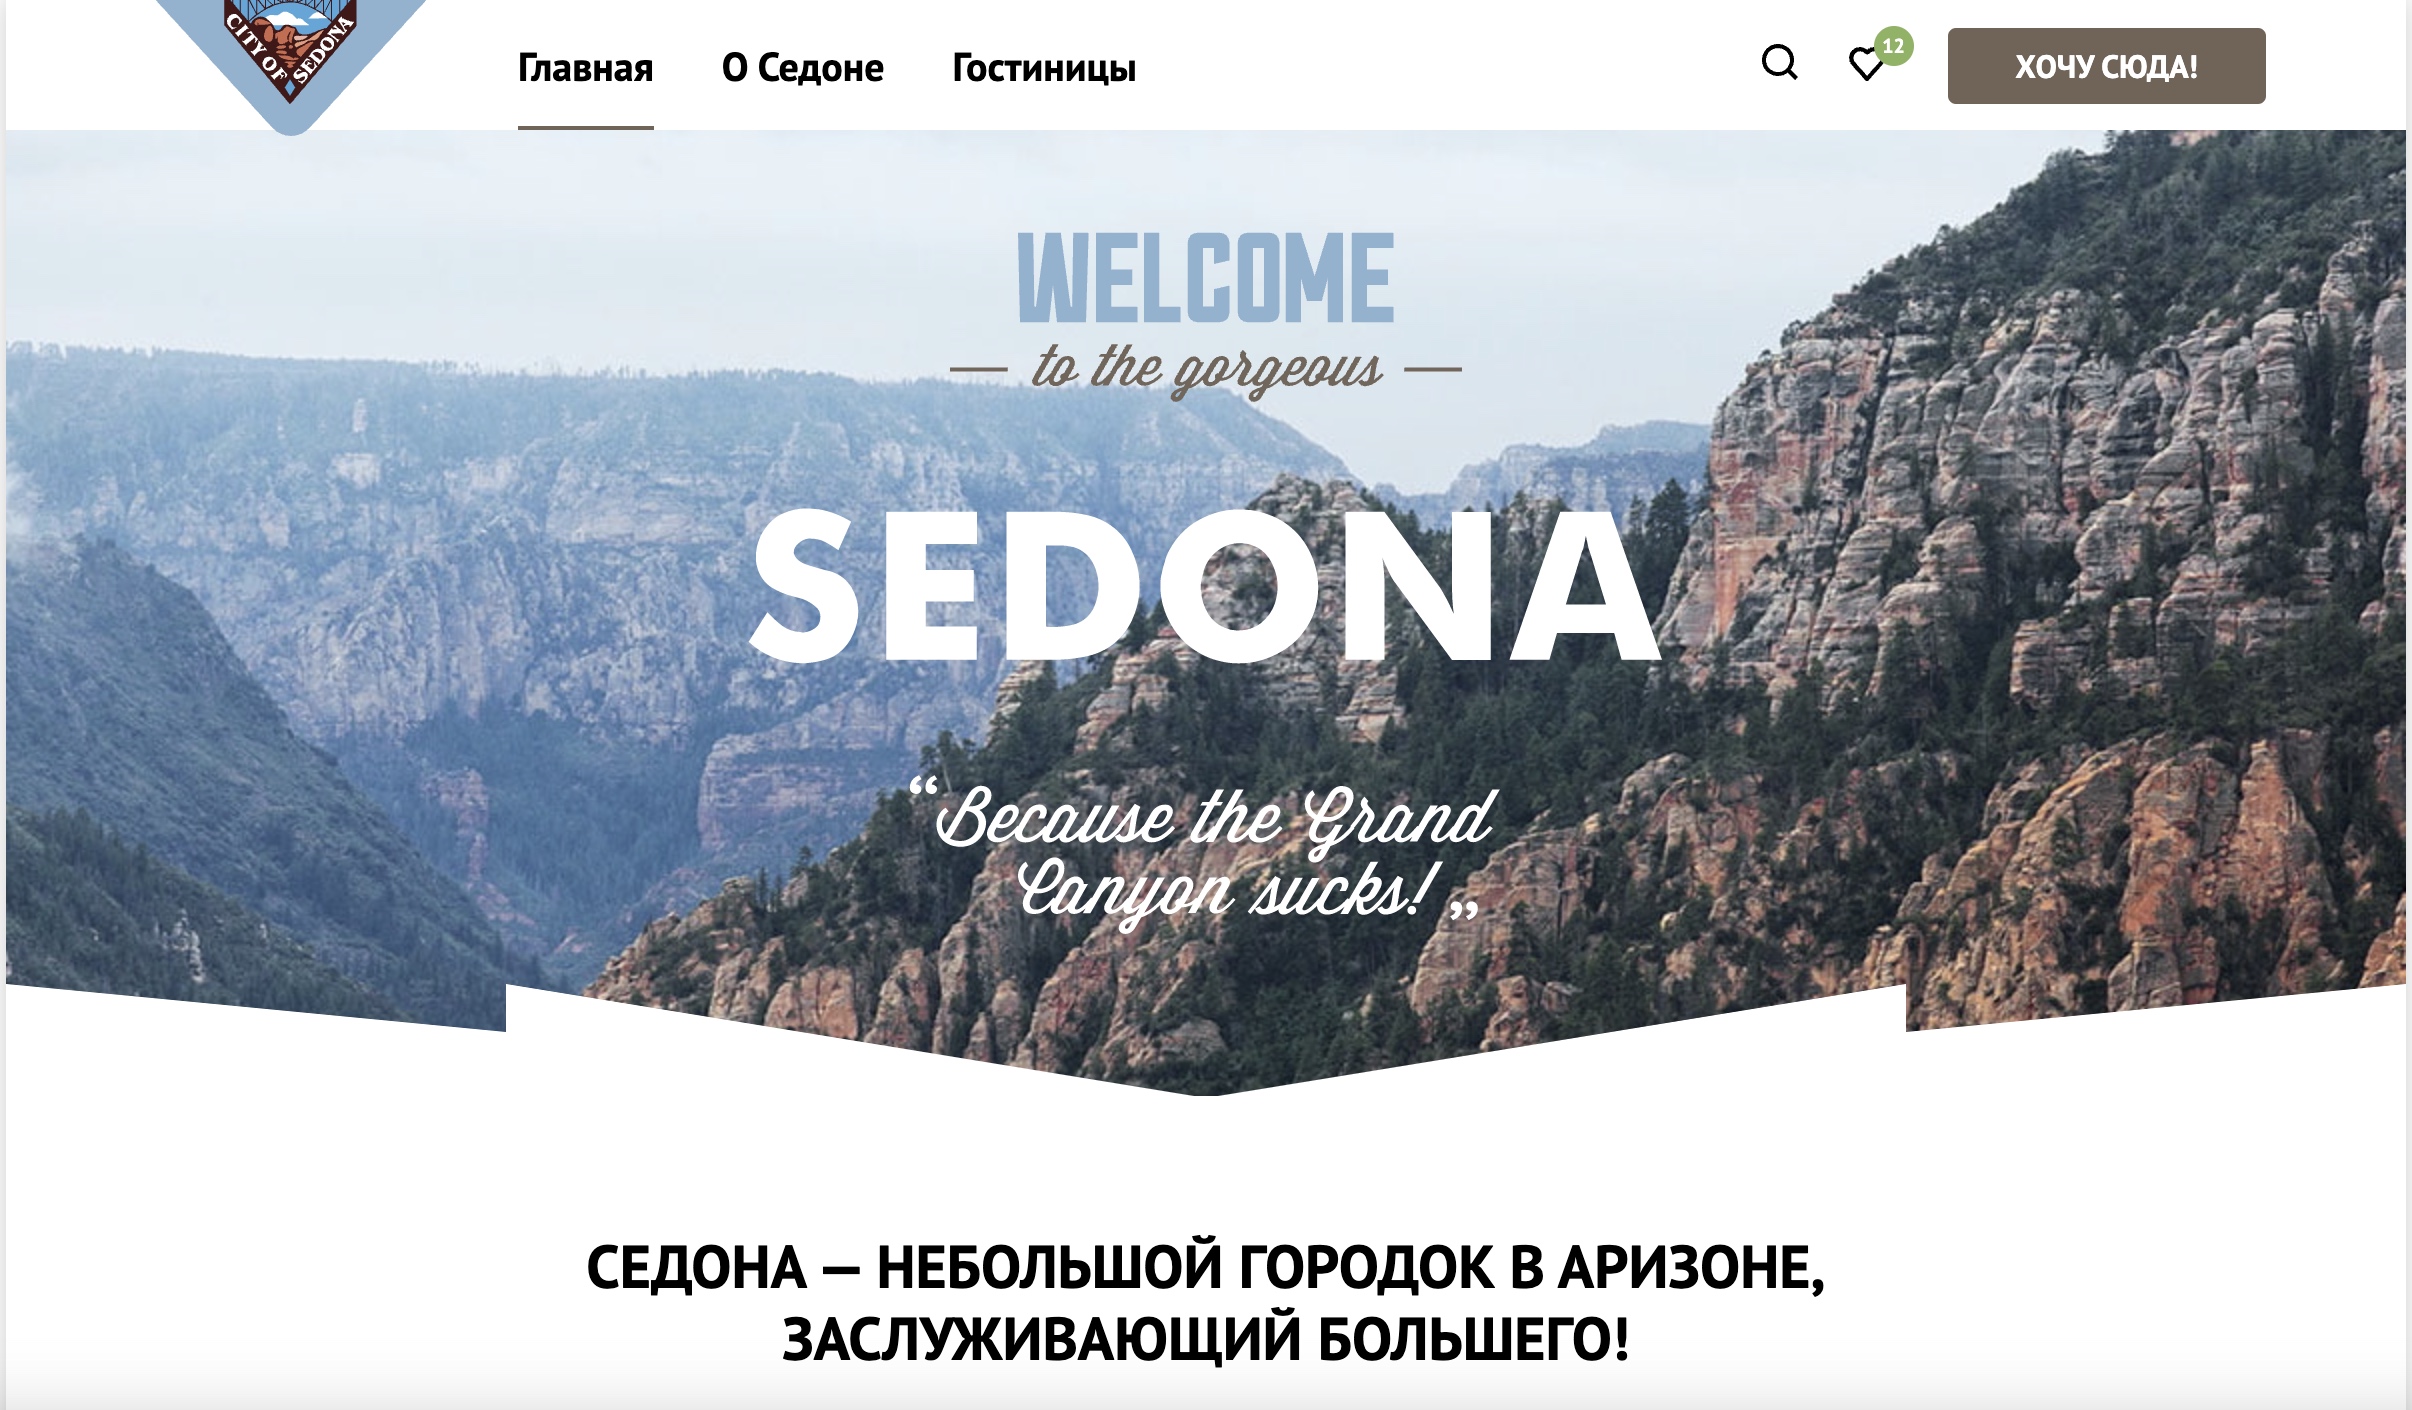 CITY OF SEDONA
Главная
О Седоне
Гостиницы
12
ХОЧУ СЮДА!
WELCOME
— to the gorgeous —
SEDONA
“Because the Grand
Canyon sucks!”
СЕДОНА — НЕБОЛЬШОЙ ГОРОДОК В АРИЗОНЕ,
ЗАСЛУЖИВАЮЩИЙ БОЛЬШЕГО!